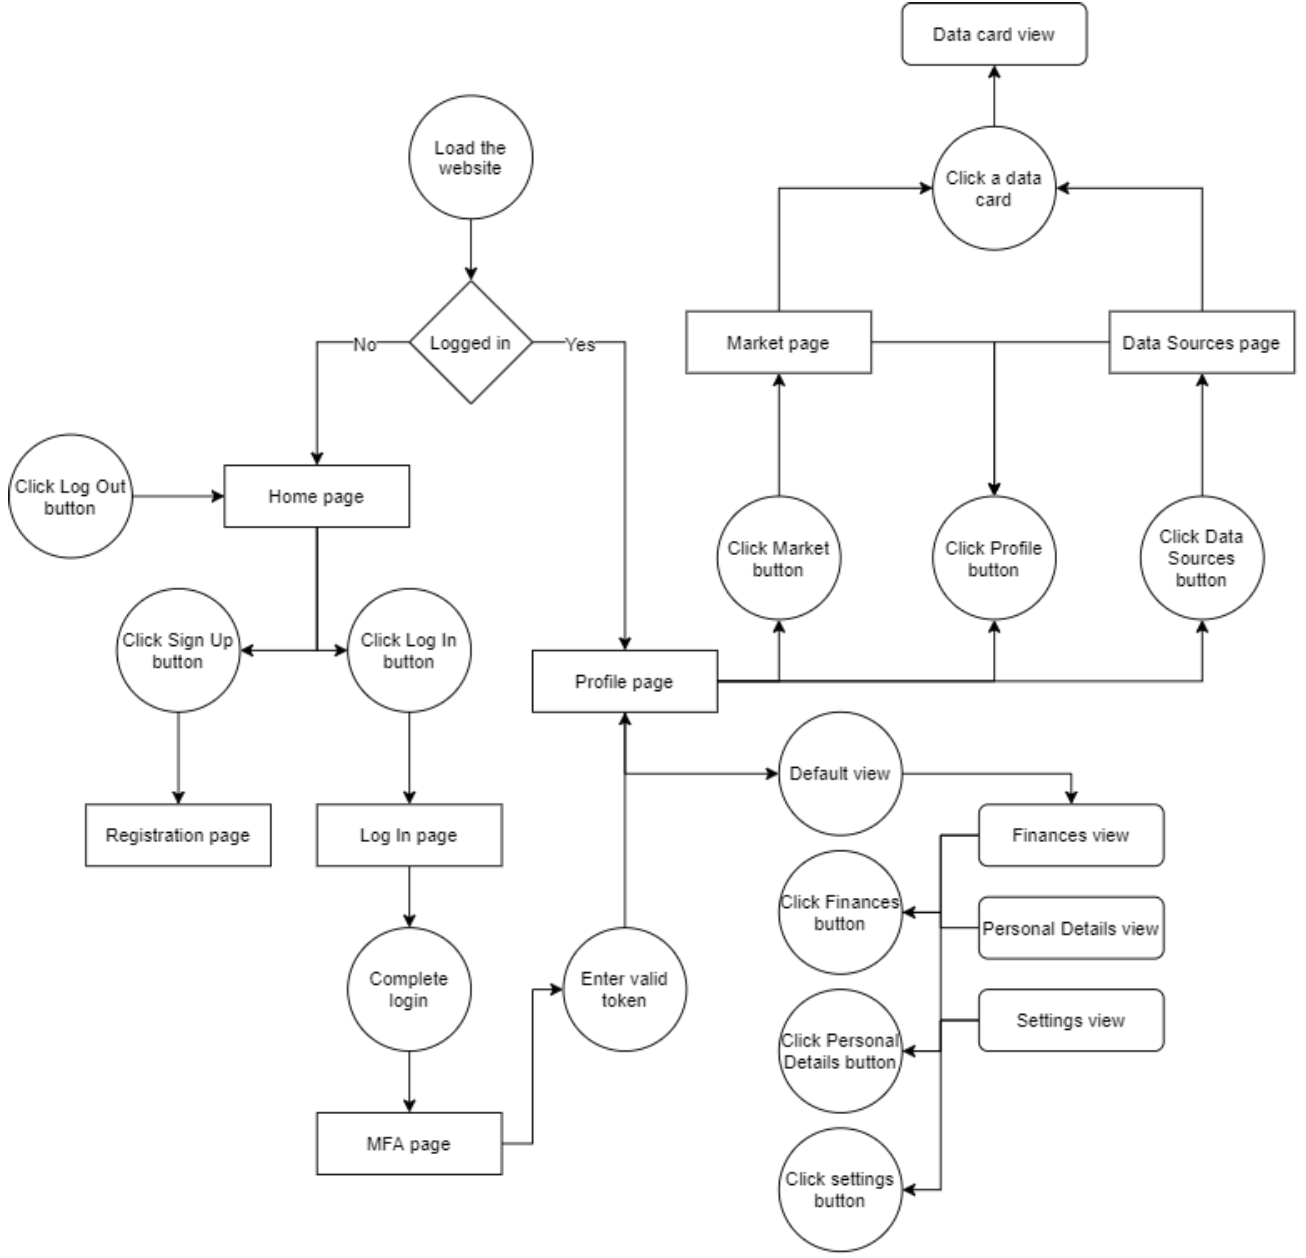 Data card view
Load the
website
Click a data
card
No
Logged in
Yes
Market page
Data Sources page
Click Log Out
button
Home page
Click Market
button
Click Profile
button
Click Data
Sources
button
Click Sign Up
button
Click Log In
button
Profile page
Default view
Registration page
Log In page
Finances view
Click Finances
button
Personal Details view
Complete
login
Enter valid
token
Settings view
Click Personal
Details button
MFA page
Click settings
button